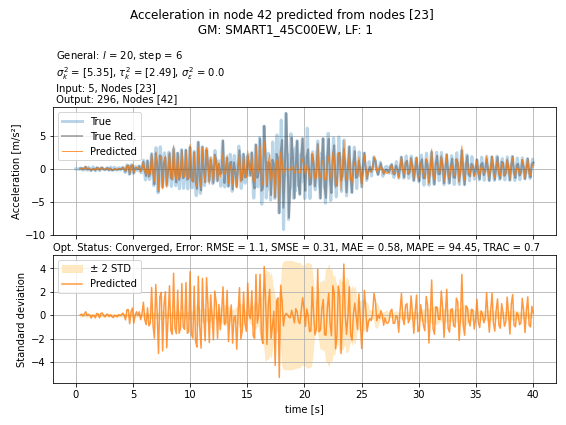 Acceleration in node 42 predicted from nodes [23]
GM: SMART1_45C00EW, LF: 1
General: l = 20, step = 6
σ²ₖ = [5.35], τ²ₖ = [2.49], σ²ε = 0.0
Input: 5, Nodes [23]
Output: 296, Nodes [42]
True
True Red.
Predicted
Acceleration [m/s²]
5
0
−5
−10
Opt. Status: Converged, Error: RMSE = 1.1, SMSE = 0.31, MAE = 0.58, MAPE = 94.45, TRAC = 0.7
± 2 STD
Predicted
Standard deviation
4
2
0
−2
−4
0 5 10 15 20 25 30 35 40
time [s]